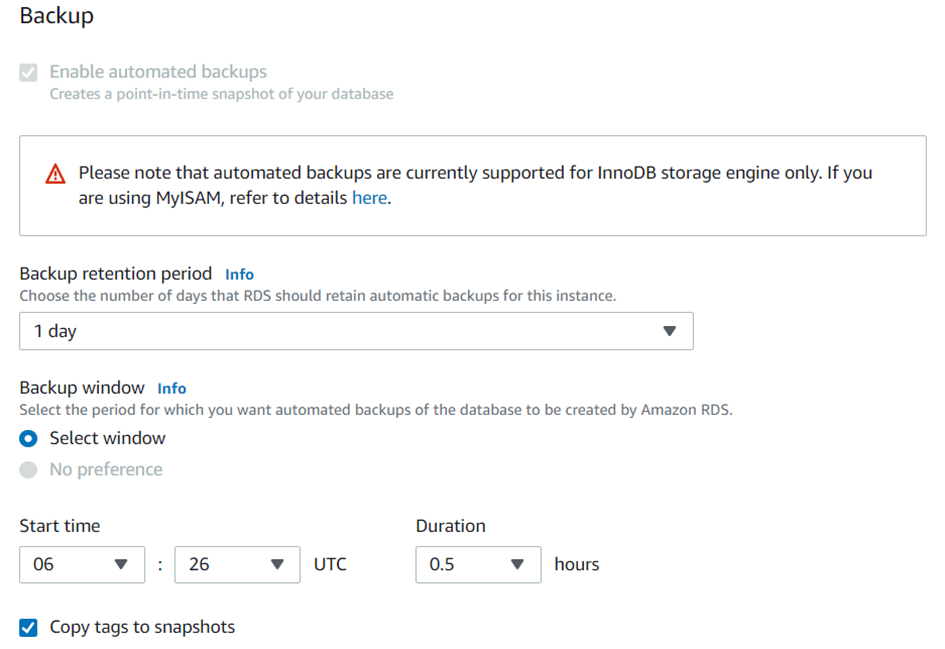 Backup
Enable automated backups
Creates a point-in-time snapshot of your database
Please note that automated backups are currently supported for InnoDB storage engine only. If you
are using MyISAM, refer to details here.
Backup retention period Info
Choose the number of days that RDS should retain automatic backups for this instance.
1 day
Backup window Info
Select the period for which you want automated backups of the database to be created by Amazon RDS.
Select window
No preference
Start time Duration
06 : 26 UTC 0.5 hours
Copy tags to snapshots